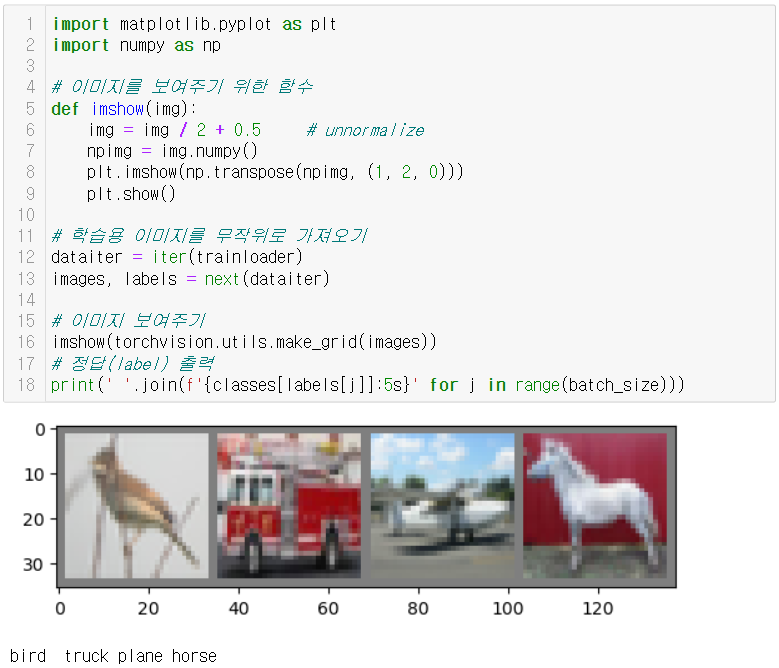 1 import matplotlib.pyplot as plt
2 import numpy as np
3
4 # 이미지를 보여주기 위한 함수
5 def imshow(img):
6     img = img / 2 + 0.5     # unnormalize
7     npimg = img.numpy()
8     plt.imshow(np.transpose(npimg, (1, 2, 0)))
9     plt.show()
10
11 # 학습용 이미지를 무작위로 가져오기
12 dataiter = iter(trainloader)
13 images, labels = next(dataiter)
14
15 # 이미지 보여주기
16 imshow(torchvision.utils.make_grid(images))
17 # 정답(label) 출력
18 print(' '.join(f'{classes[labels[j]]:5s}' for j in range(batch_size)))
0
10
20
30
0 20 40 60 80 100 120
bird  truck plane horse